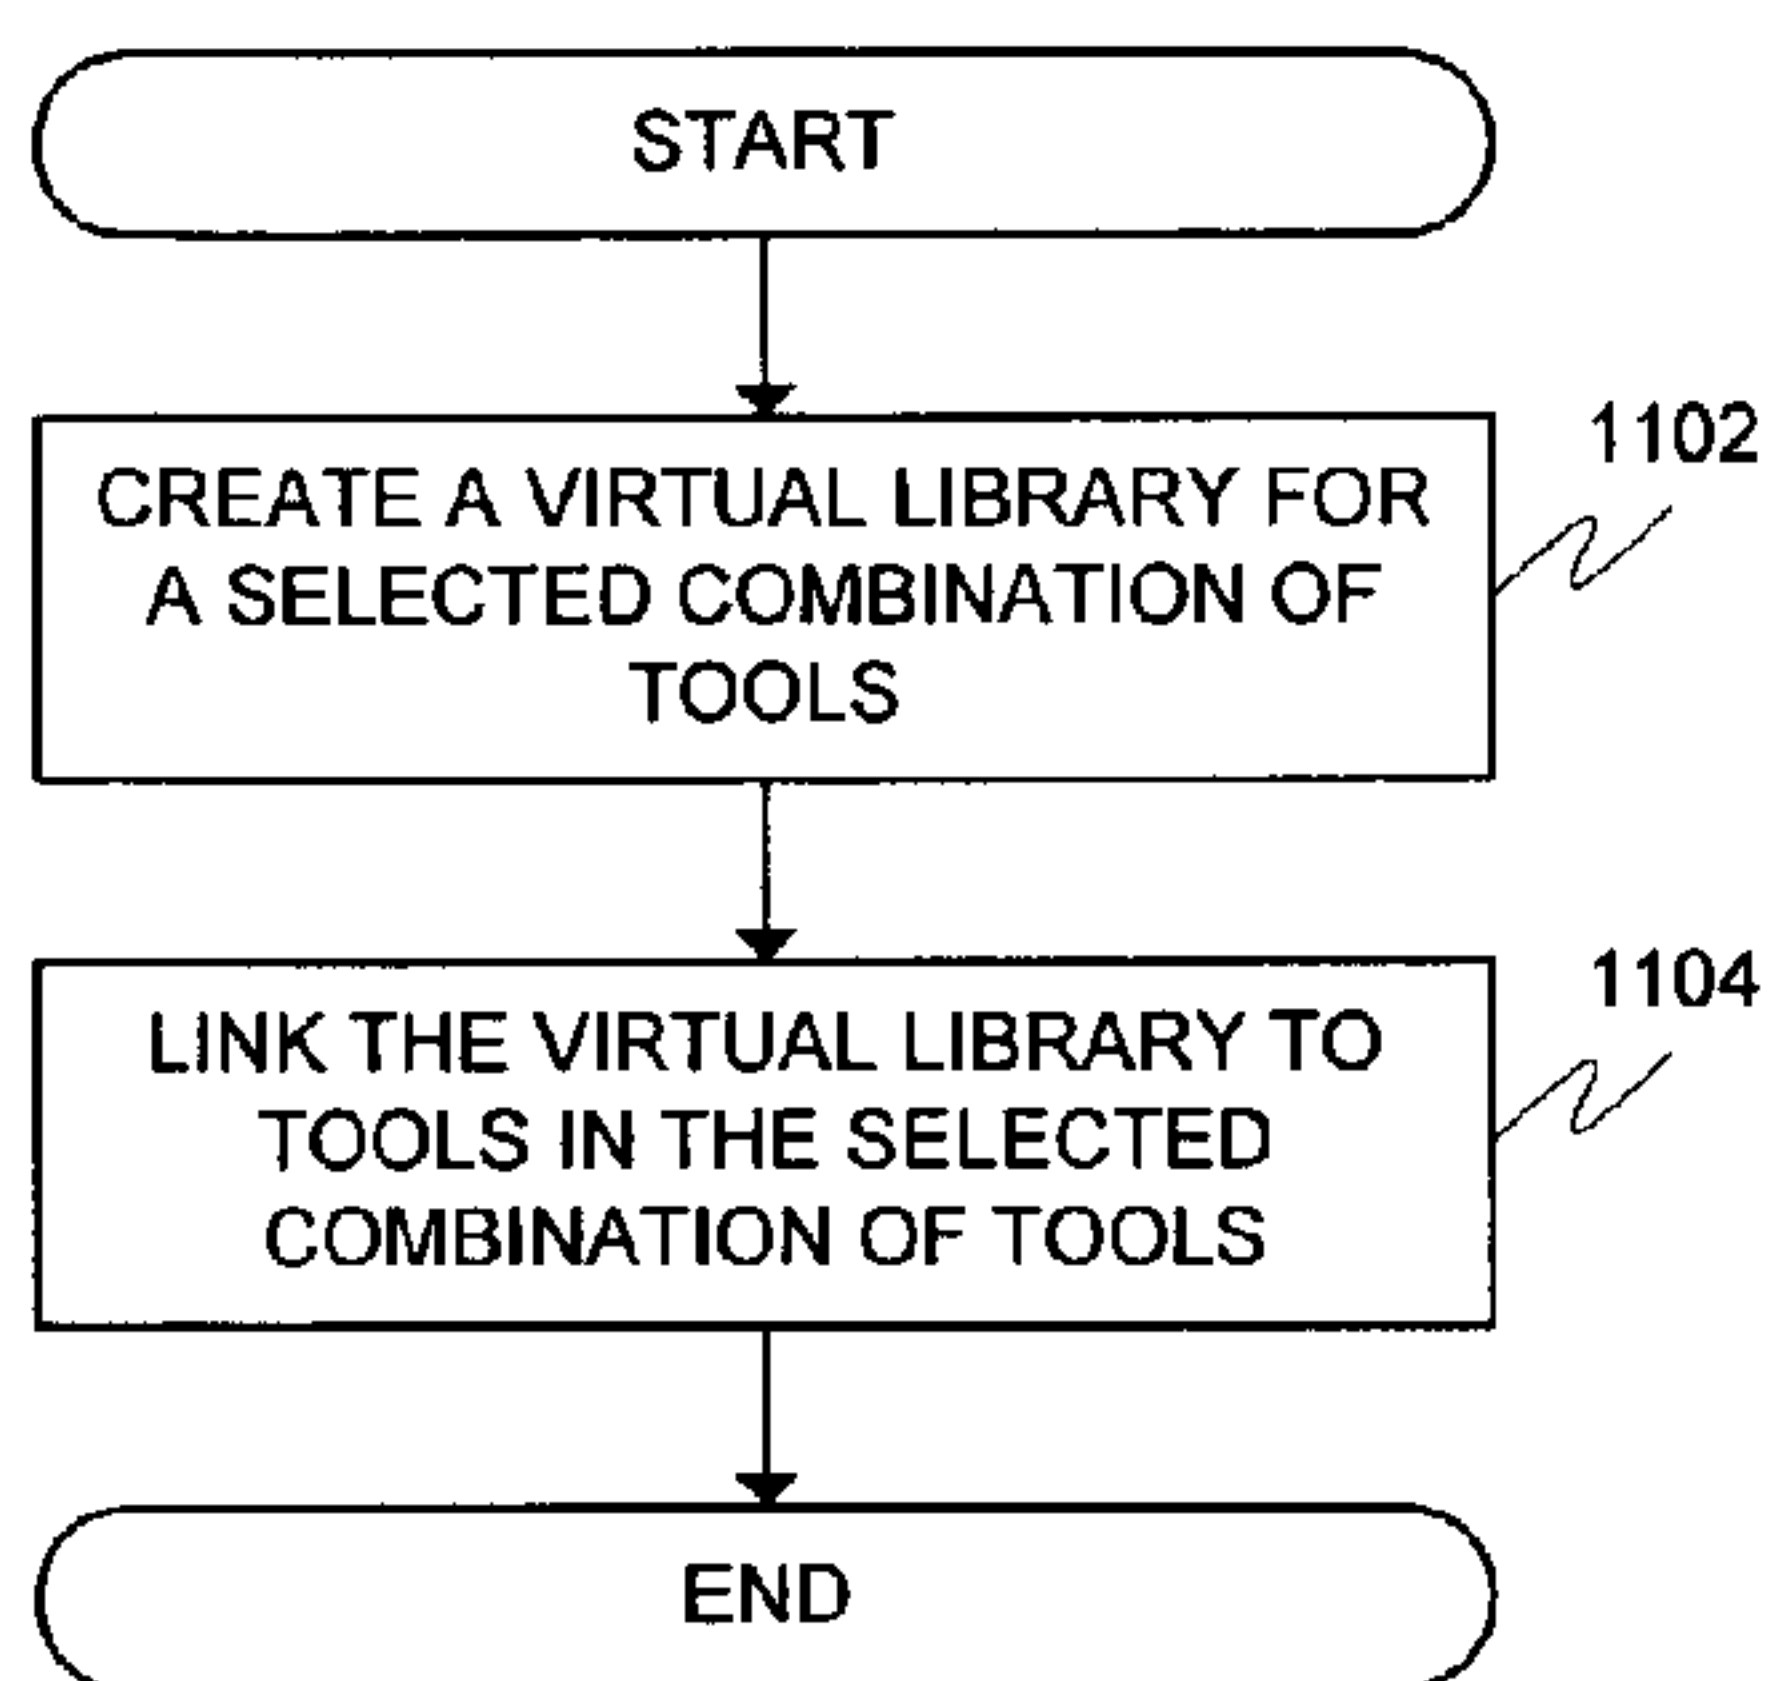 START
1102
CREATE A VIRTUAL LIBRARY FOR
A SELECTED COMBINATION OF
TOOLS
1104
LINK THE VIRTUAL LIBRARY TO
TOOLS IN THE SELECTED
COMBINATION OF TOOLS
END